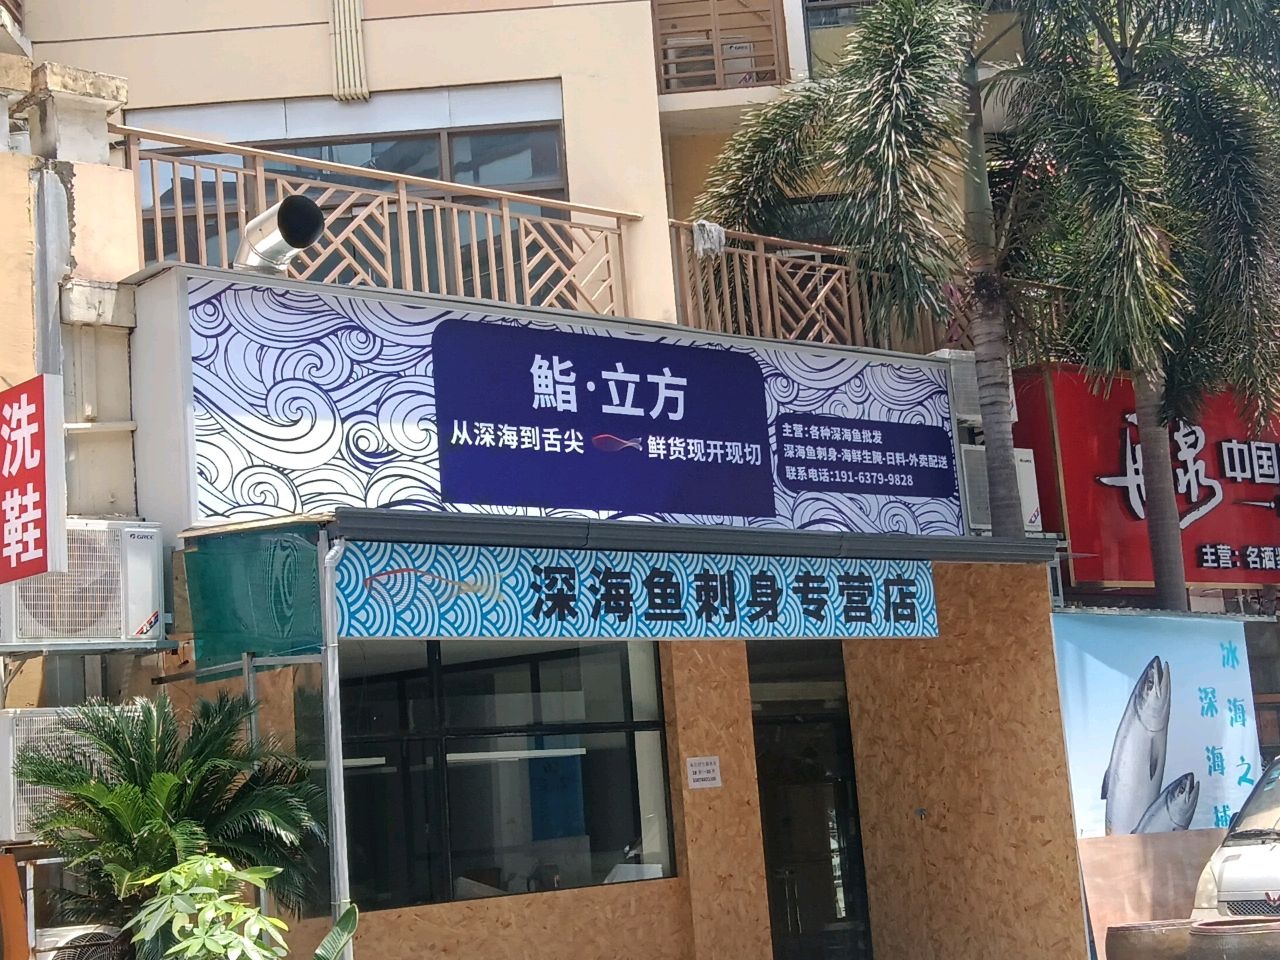 鮨·立方
从深海到舌尖 鲜货现开现切
主营:各种深海鱼批发
深海鱼刺身-海鲜生腌-日料-外卖配送
联系电话:191-6379-9828
深海鱼刺身专营店
洗鞋
GREE
泉
中国
主营:名酒
冰
深海
海之